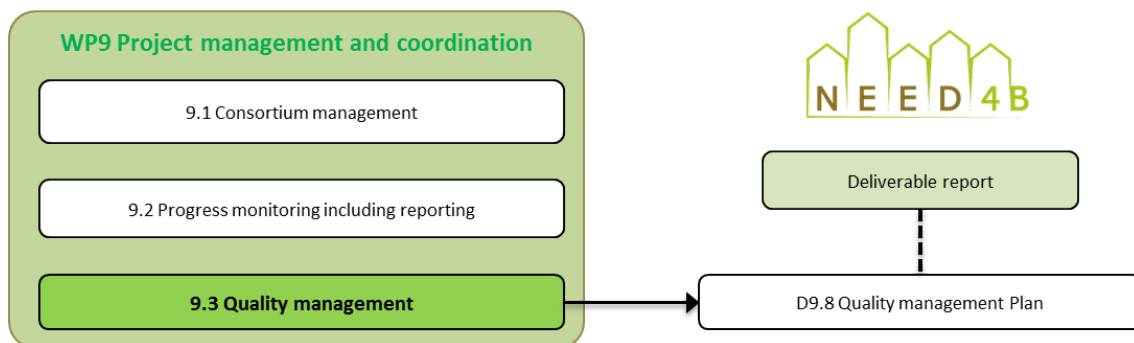 WP9 Project management and coordination
9.1 Consortium management
9.2 Progress monitoring including reporting
9.3 Quality management
NEED4B
Deliverable report
D9.8 Quality management Plan